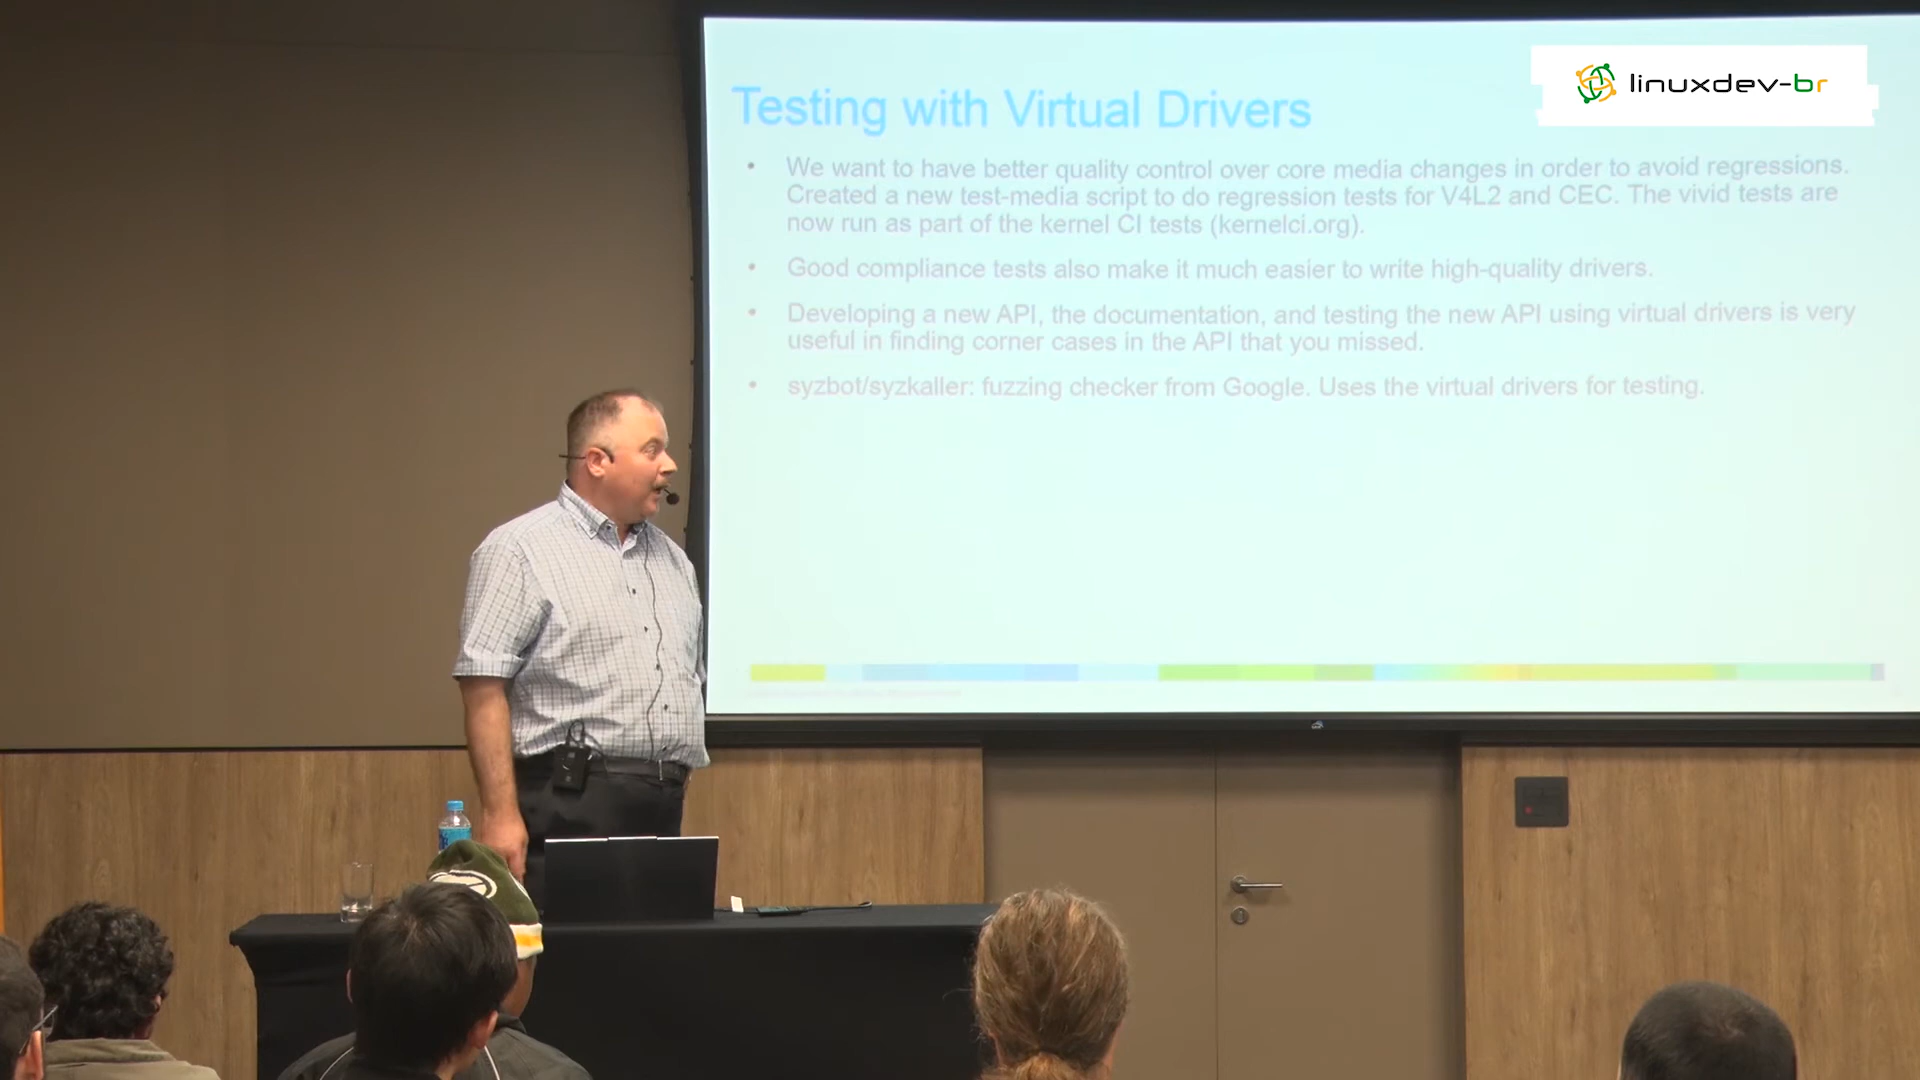 linuxdev-br
Testing with Virtual Drivers
• We want to have better quality control over core media changes in order to avoid regressions.
Created a new test-media script to do regression tests for V4L2 and CEC. The vivid tests are
now run as part of the kernel CI tests (kernelci.org).
• Good compliance tests also make it much easier to write high-quality drivers.
• Developing a new API, the documentation, and testing the new API using virtual drivers is very
useful in finding corner cases in the API that you missed.
• syzbot/syzkaller: fuzzing checker from Google. Uses the virtual drivers for testing.